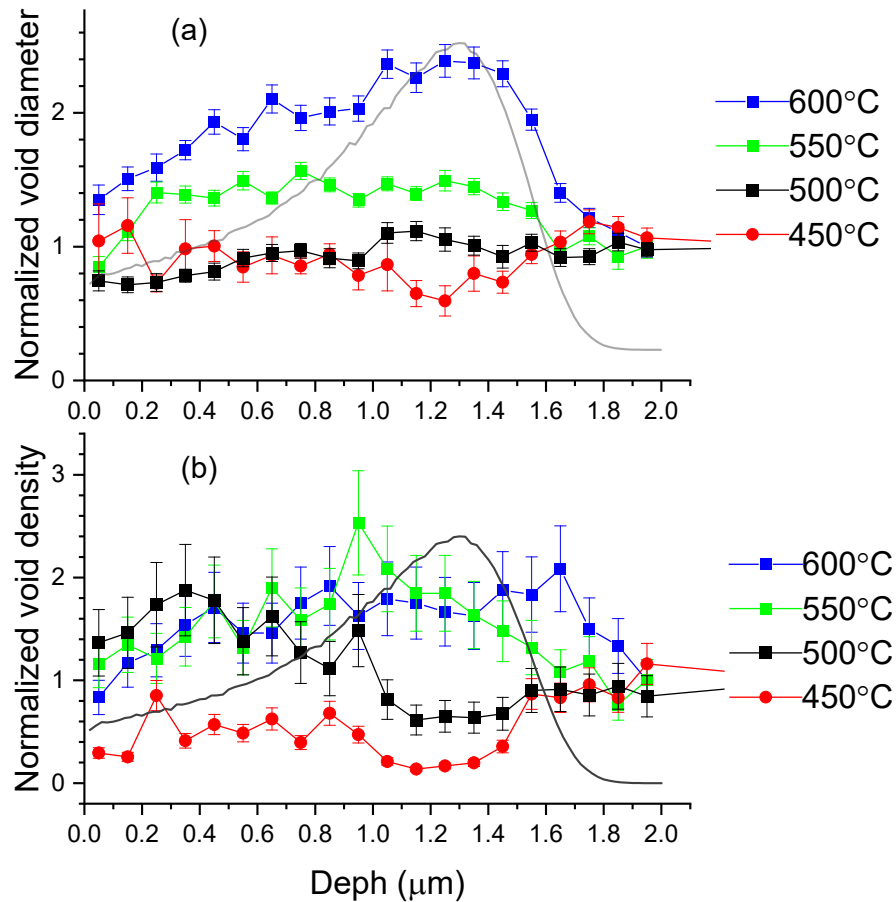 (a)
Normalized void diameter
2
1
0
0.0 0.2 0.4 0.6 0.8 1.0 1.2 1.4 1.6 1.8 2.0
600°C
550°C
500°C
450°C
(b)
Normalized void density
3
2
1
0
0.0 0.2 0.4 0.6 0.8 1.0 1.2 1.4 1.6 1.8 2.0
Deph (μm)
600°C
550°C
500°C
450°C